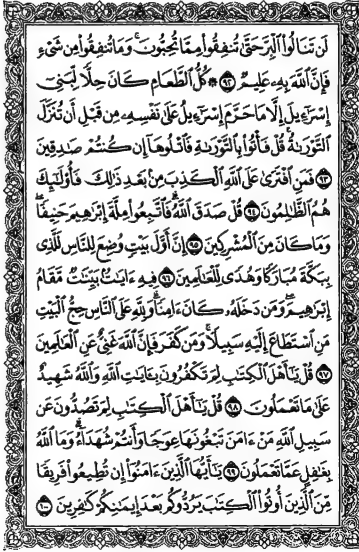 لَن تَنَالُوا۟ ٱلْبِرَّ حَتَّىٰ تُنفِقُوا۟ مِمَّا تُحِبُّونَ ۚ وَمَا تُنفِقُوا۟ مِن شَىْءٍ
فَإِنَّ ٱللَّهَ بِهِۦ عَلِيمٌ ﴿٩٢﴾ ۞ كُلُّ ٱلطَّعَامِ كَانَ حِلًّا لِّبَنِىٓ
إِسْرَٰٓءِيلَ إِلَّا مَا حَرَّمَ إِسْرَٰٓءِيلُ عَلَىٰ نَفْسِهِۦ مِن قَبْلِ أَن تُنَزَّلَ
ٱلتَّوْرَىٰةُ ۗ قُلْ فَأْتُوا۟ بِٱلتَّوْرَىٰةِ فَٱتْلُوهَآ إِن كُنتُمْ صَٰدِقِينَ
﴿٩٣﴾ فَمَنِ ٱفْتَرَىٰ عَلَى ٱللَّهِ ٱلْكَذِبَ مِنۢ بَعْدِ ذَٰلِكَ فَأُو۟لَٰٓئِكَ
هُمُ ٱلظَّٰلِمُونَ ﴿٩٤﴾ قُلْ صَدَقَ ٱللَّهُ ۗ فَٱتَّبِعُوا۟ مِلَّةَ إِبْرَٰهِيمَ حَنِيفًا ۖ
وَمَا كَانَ مِنَ ٱلْمُشْرِكِينَ ﴿٩٥﴾ إِنَّ أَوَّلَ بَيْتٍ وُضِعَ لِلنَّاسِ لَلَّذِى
بِبَكَّةَ مُبَارَكًا وَهُدًى لِّلْعَٰلَمِينَ ﴿٩٦﴾ فِيهِ ءَايَٰتٌۢ بَيِّنَٰتٌ مَّقَامُ
إِبْرَٰهِيمَ ۖ وَمَن دَخَلَهُۥ كَانَ ءَامِنًا ۗ وَلِلَّهِ عَلَى ٱلنَّاسِ حِجُّ ٱلْبَيْتِ
مَنِ ٱسْتَطَاعَ إِلَيْهِ سَبِيلًا ۚ وَمَن كَفَرَ فَإِنَّ ٱللَّهَ غَنِىٌّ عَنِ ٱلْعَٰلَمِينَ
﴿٩٧﴾ قُلْ يَٰٓأَهْلَ ٱلْكِتَٰبِ لِمَ تَكْفُرُونَ بِـَٔايَٰتِ ٱللَّهِ وَٱللَّهُ شَهِيدٌ
عَلَىٰ مَا تَعْمَلُونَ ﴿٩٨﴾ قُلْ يَٰٓأَهْلَ ٱلْكِتَٰبِ لِمَ تَصُدُّونَ عَن
سَبِيلِ ٱللَّهِ مَنْ ءَامَنَ تَبْغُونَهَا عِوَجًا وَأَنتُمْ شُهَدَآءُ ۗ وَمَا ٱللَّهُ
بِغَٰفِلٍ عَمَّا تَعْمَلُونَ ﴿٩٩﴾ يَٰٓأَيُّهَا ٱلَّذِينَ ءَامَنُوٓا۟ إِن تُطِيعُوا۟ فَرِيقًا
مِّنَ ٱلَّذِينَ أُوتُوا۟ ٱلْكِتَٰبَ يَرُدُّوكُم بَعْدَ إِيمَٰنِكُمْ كَٰفِرِينَ ﴿١٠٠﴾